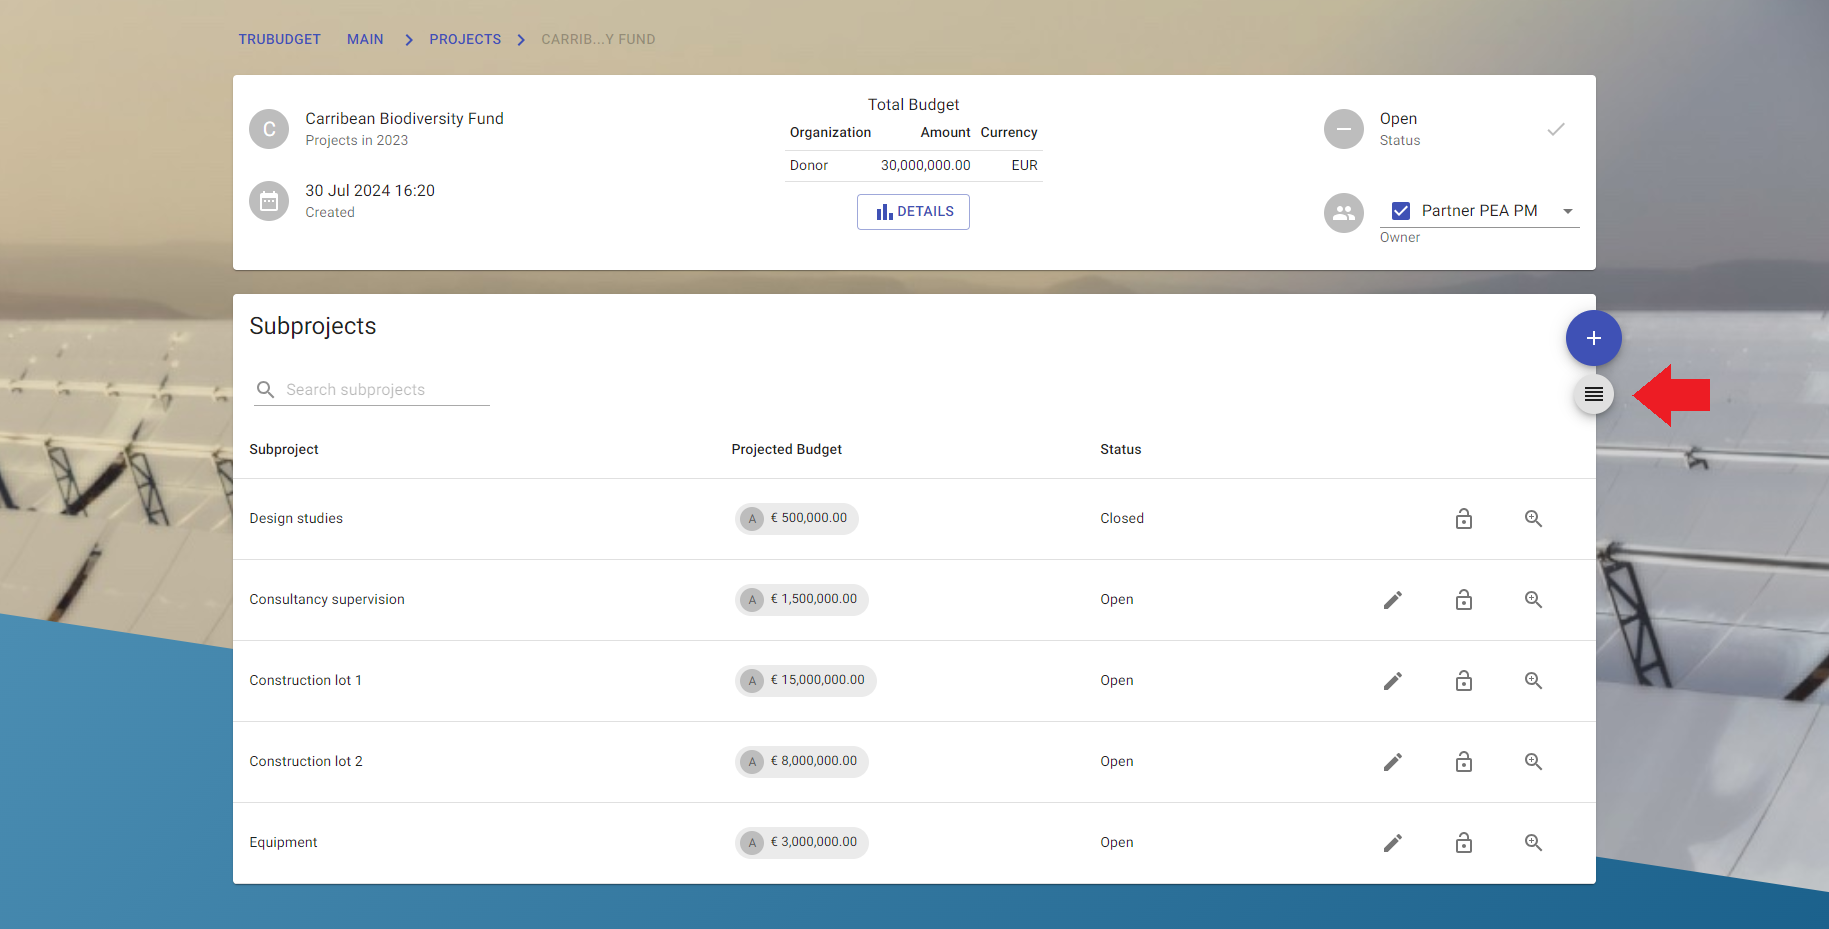 TRUBUDGET MAIN PROJECTS CARRIB...Y FUND
C
Carribean Biodiversity Fund
Projects in 2023
30 Jul 2024 16:20
Created
Total Budget
Organization Amount Currency
Donor 30,000,000.00 EUR
DETAILS
Open
Status
Partner PEA PM
Owner
Subprojects
Search subprojects
Subproject Projected Budget Status
Design studies A € 500,000.00 Closed
Consultancy supervision A € 1,500,000.00 Open
Construction lot 1 A € 15,000,000.00 Open
Construction lot 2 A € 8,000,000.00 Open
Equipment A € 3,000,000.00 Open